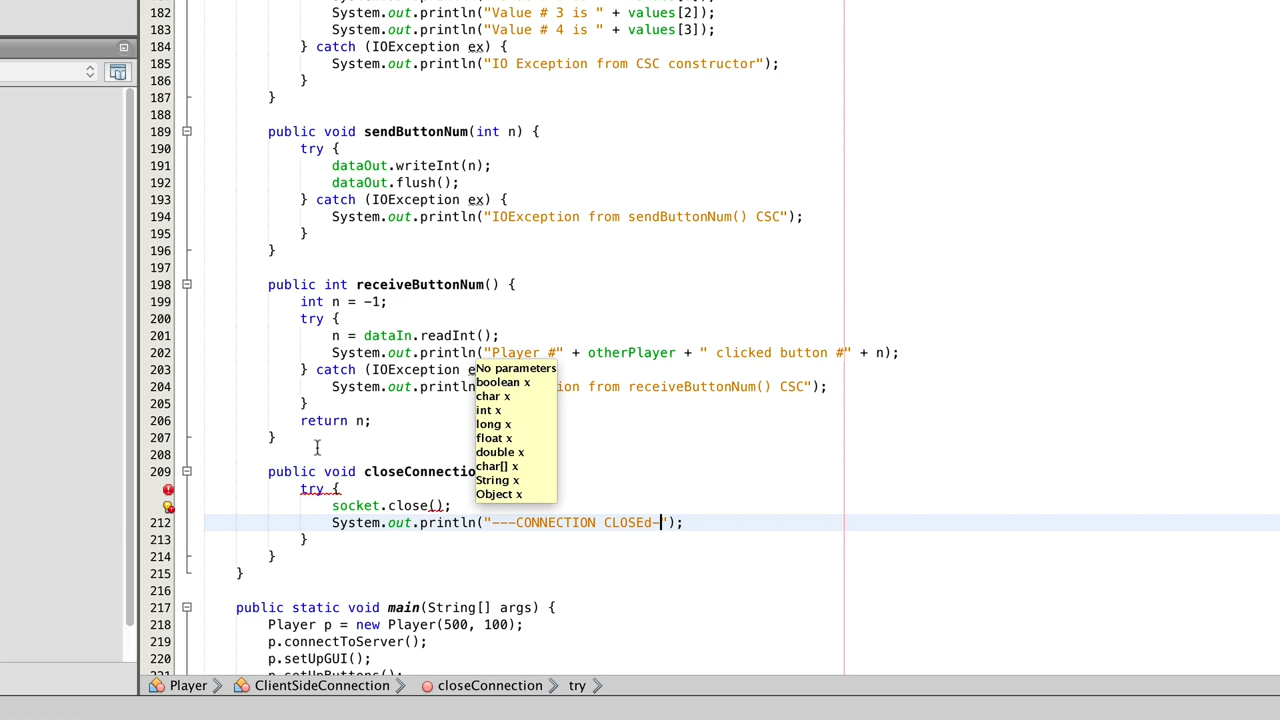 182 System.out.println("Value # 3 is " + values[2]);
183 System.out.println("Value # 4 is " + values[3]);
184 } catch (IOException ex) {
185 System.out.println("IO Exception from CSC constructor");
186 }
187 }
188
189 public void sendButtonNum(int n) {
190 try {
191 dataOut.writeInt(n);
192 dataOut.flush();
193 } catch (IOException ex) {
194 System.out.println("IOException from sendButtonNum() CSC");
195 }
196 }
197
198 public int receiveButtonNum() {
199 int n = -1;
200 try {
201 n = dataIn.readInt();
202 System.out.println("Player #" + otherPlayer + " clicked button #" + n);
203 } catch (IOException
204 System.out.println from receiveButtonNum() CSC");
205 }
206 return n;
207 }
208
209 public void closeConnectio
try {
socket.close();
212 System.out.println("---CONNECTION CLOSEd-");
213 }
214 }
215 }
216
217 public static void main(String[] args) {
218 Player p = new Player(500, 100);
219 p.connectToServer();
220 p.setUpGUI();
221 p.setUpButtons();
No parameters
boolean x
char x
int x
long x
float x
double x
char[] x
String x
Object x
Player ClientSideConnection closeConnection try